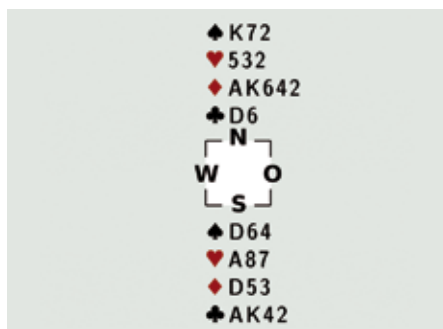 ♠ K72
♥ 532
♦ AK642
♣ D6
N
W O
S
♠ D64
♥ A87
♦ D53
♣ AK42